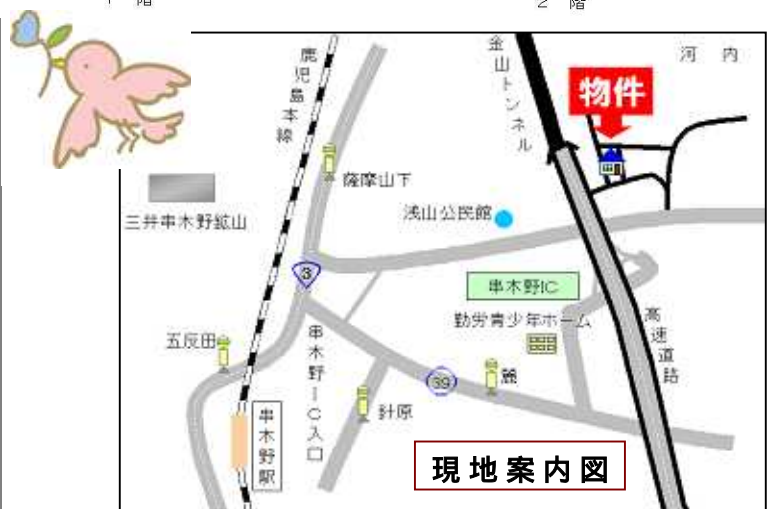 1 階
2 階
鹿児島本線
金山トンネル
河内
物件
薩摩山下
三井串木野鉱山
浅山公民館
3
串木野IC
勤労青少年ホーム
高速道路
五反田
串木野IC入口
39
麓
針原
串木野駅
現地案内図